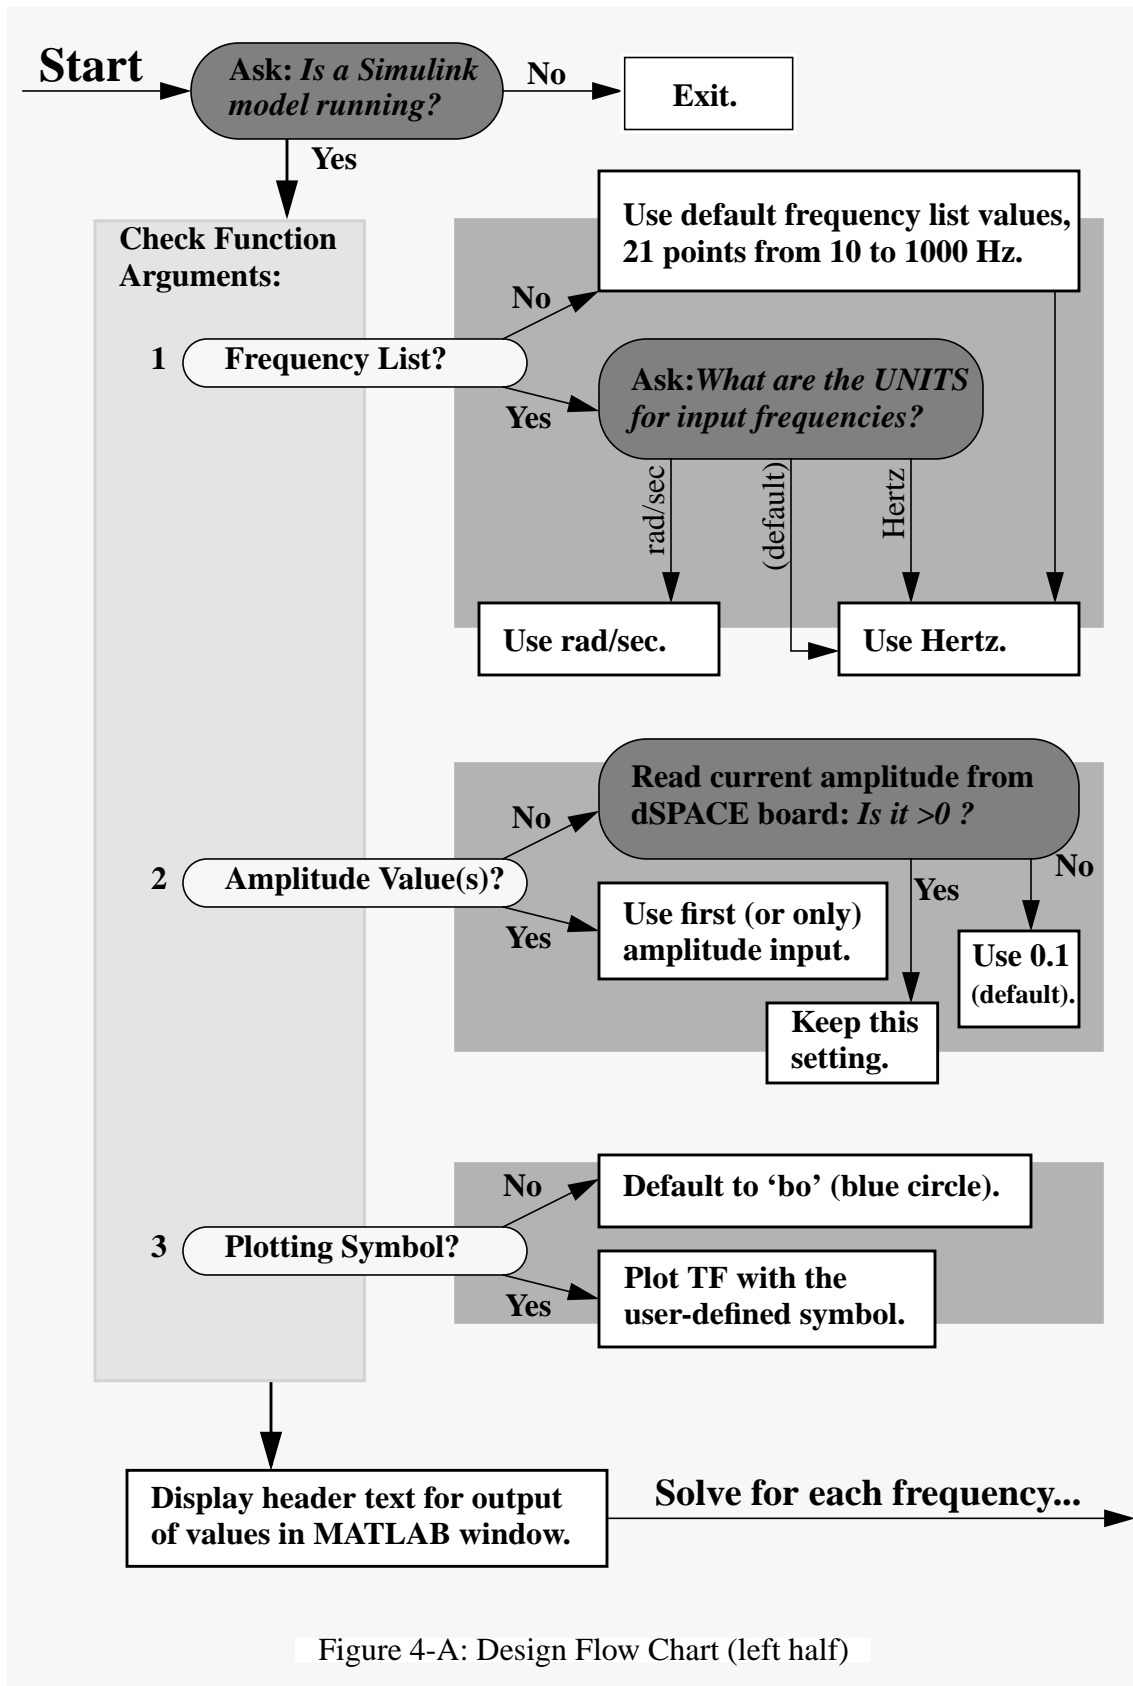 Start
Ask: Is a Simulink
model running?
No
Exit.
Yes
Check Function
Arguments:
Use default frequency list values,
21 points from 10 to 1000 Hz.
No
1
Frequency List?
Yes
Ask:What are the UNITS
for input frequencies?
rad/sec
(default)
Hertz
Use rad/sec.
Use Hertz.
Read current amplitude from
dSPACE board: Is it >0 ?
No
2
Amplitude Value(s)?
Yes
Use first (or only)
amplitude input.
Yes
No
Use 0.1
(default).
Keep this
setting.
No
Default to ‘bo’ (blue circle).
3
Plotting Symbol?
Yes
Plot TF with the
user-defined symbol.
Display header text for output
of values in MATLAB window.
Solve for each frequency...
Figure 4-A: Design Flow Chart (left half)